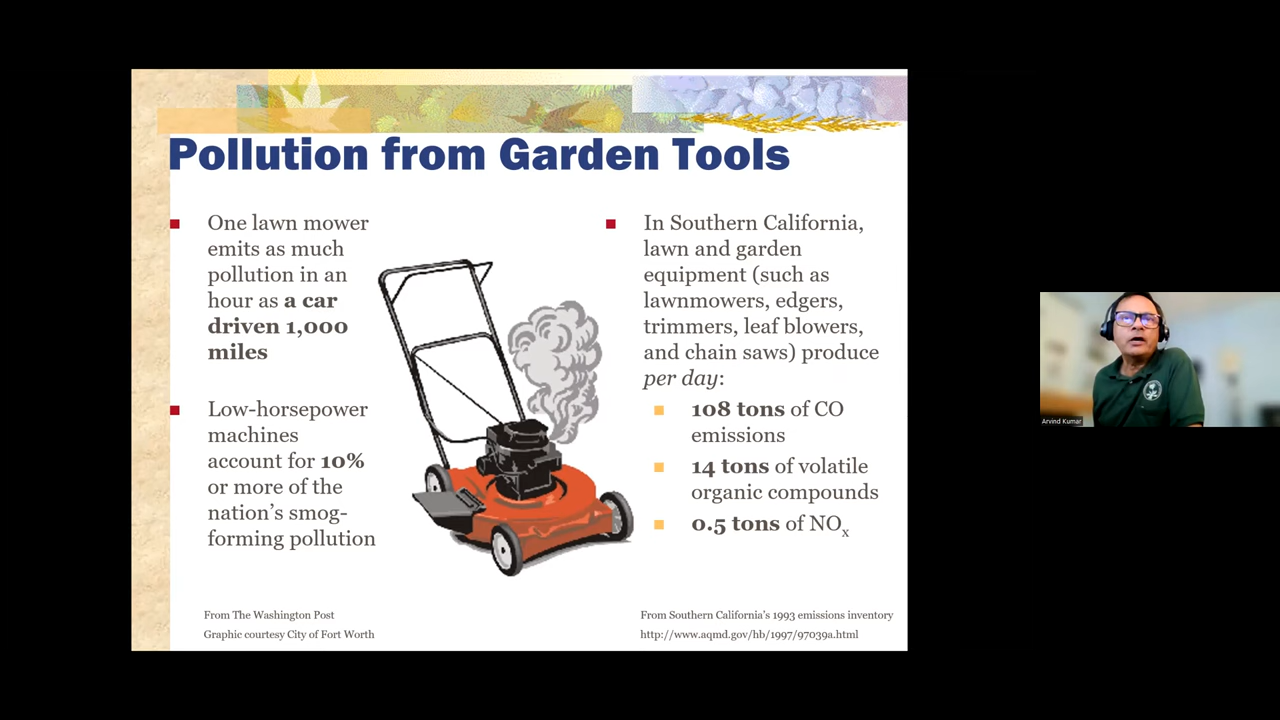 Pollution from Garden Tools
One lawn mower
emits as much
pollution in an
hour as a car
driven 1,000
miles
Low-horsepower
machines
account for 10%
or more of the
nation's smog-
forming pollution
In Southern California,
lawn and garden
equipment (such as
lawnmowers, edgers,
trimmers, leaf blowers,
and chain saws) produce
per day:
108 tons of CO
emissions
14 tons of volatile
organic compounds
0.5 tons of NOx
From The Washington Post
Graphic courtesy City of Fort Worth
From Southern California's 1993 emissions inventory
http://www.aqmd.gov/hb/1997/97039a.html
Arvind Kumar